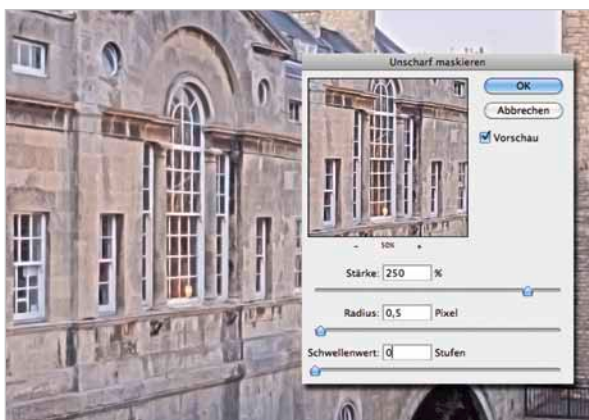 Unscharf maskieren
OK
Abbrechen
Vorschau
- 50% +
Stärke: 250 %
Radius: 0,5 Pixel
Schwellenwert: 0 Stufen